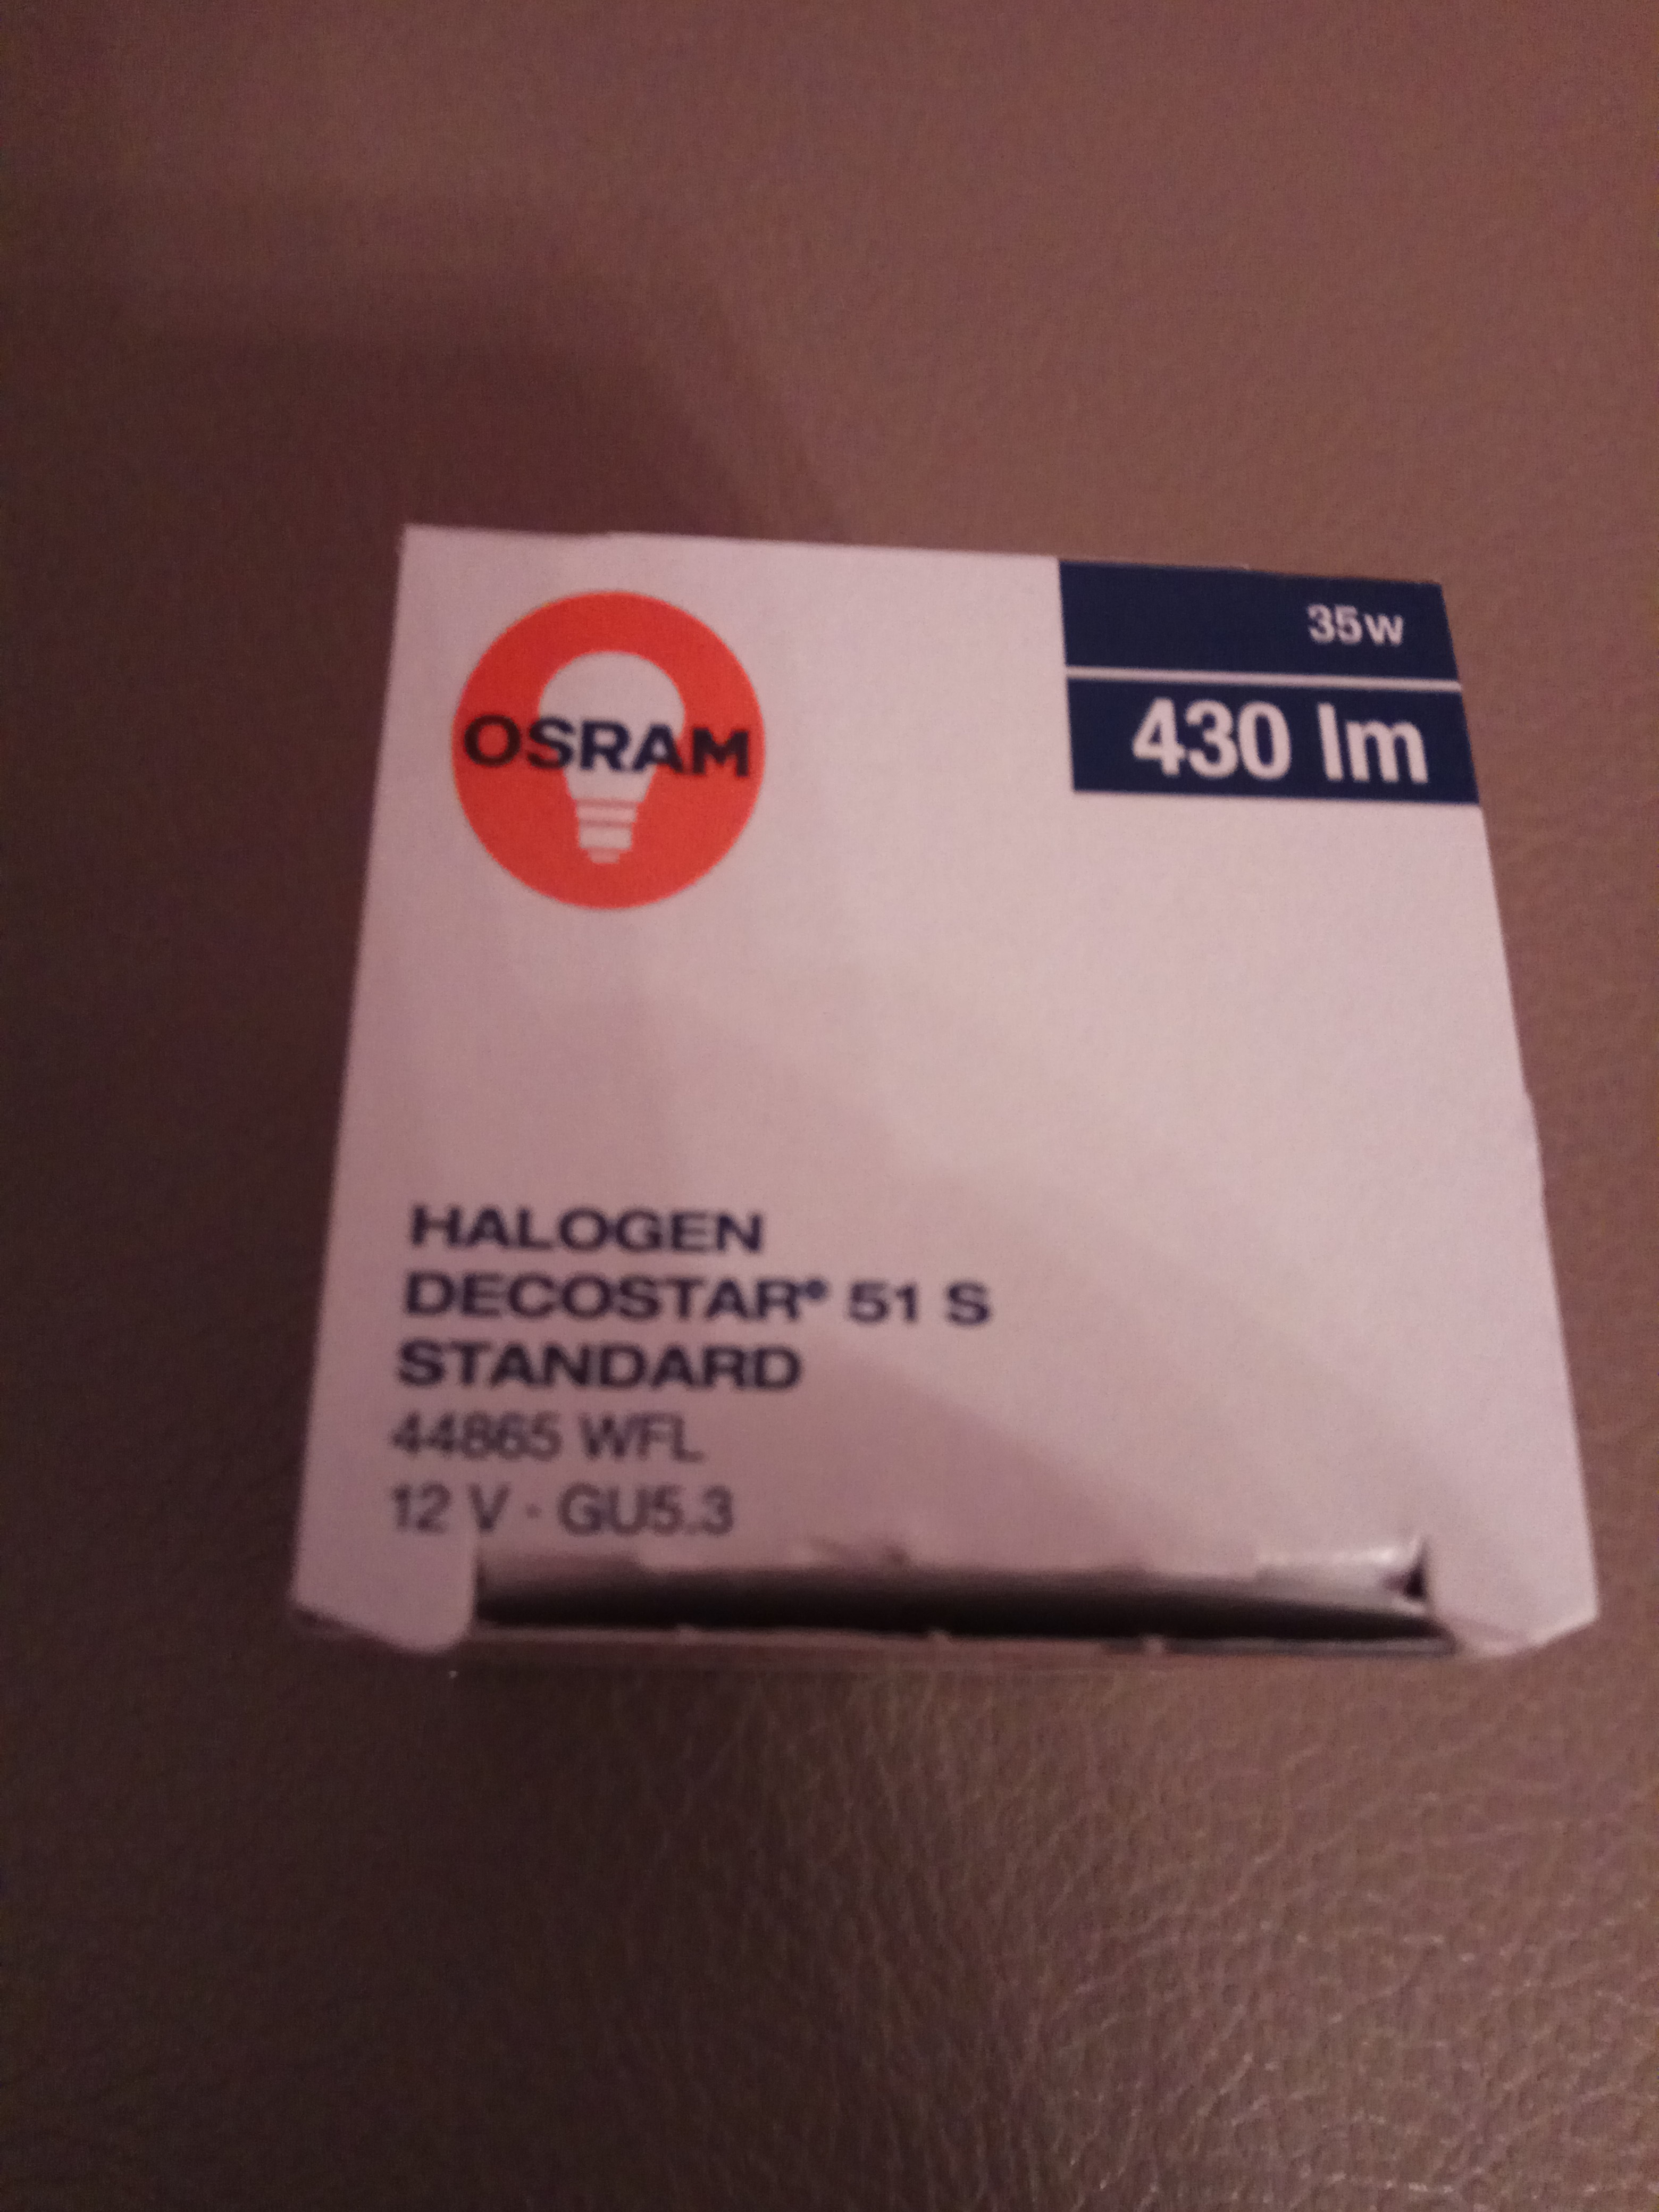 OSRAM
35W
430 lm
HALOGEN
DECOSTAR® 51 S
STANDARD
44865 WFL
12 V - GU5.3